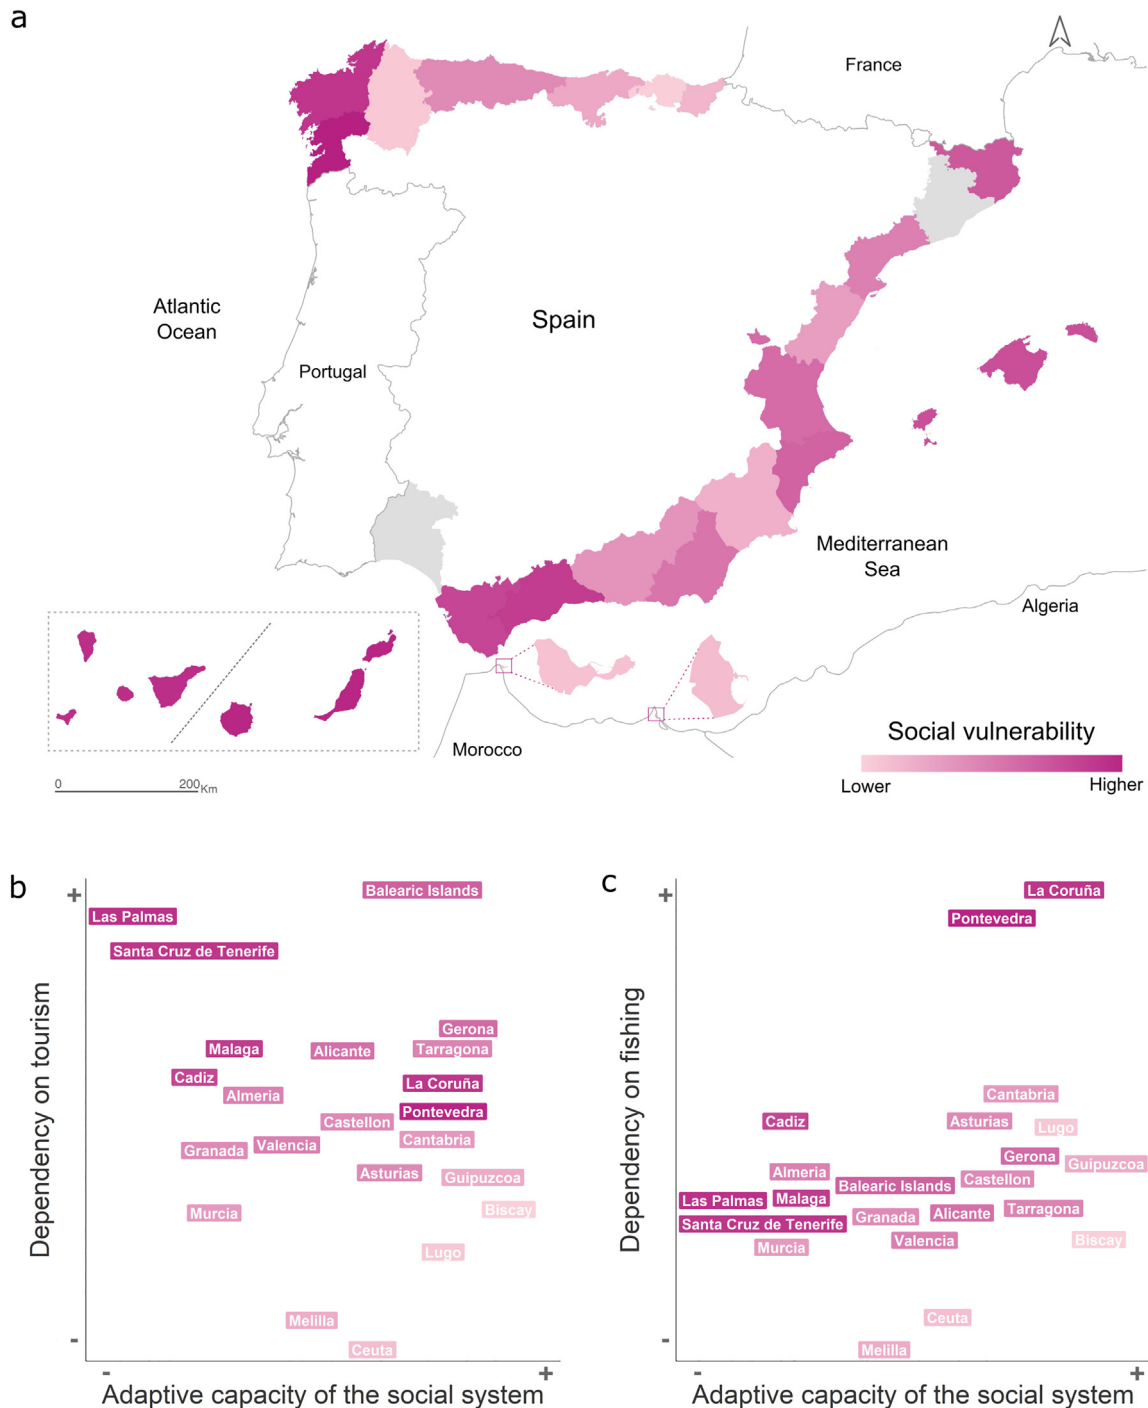 a
France
Atlantic
Ocean
Spain
Portugal
Mediterranean
Sea
Algeria
Morocco
Social vulnerability
Lower
Higher
0
200 Km
b
+
Balearic Islands
Las Palmas
Santa Cruz de Tenerife
Gerona
Malaga
Alicante
Tarragona
Cadiz
La Coruña
Almeria
Pontevedra
Castellon
Cantabria
Granada
Valencia
Asturias
Guipuzcoa
Murcia
Biscay
Lugo
Melilla
Ceuta
-
-
+
Dependency on tourism
Adaptive capacity of the social system
c
+
La Coruña
Pontevedra
Cantabria
Cadiz
Asturias
Lugo
Gerona
Guipuzcoa
Almeria
Castellon
Balearic Islands
Las Palmas
Malaga
Tarragona
Alicante
Granada
Santa Cruz de Tenerife
Valencia
Biscay
Murcia
Ceuta
Melilla
-
-
+
Dependency on fishing
Adaptive capacity of the social system